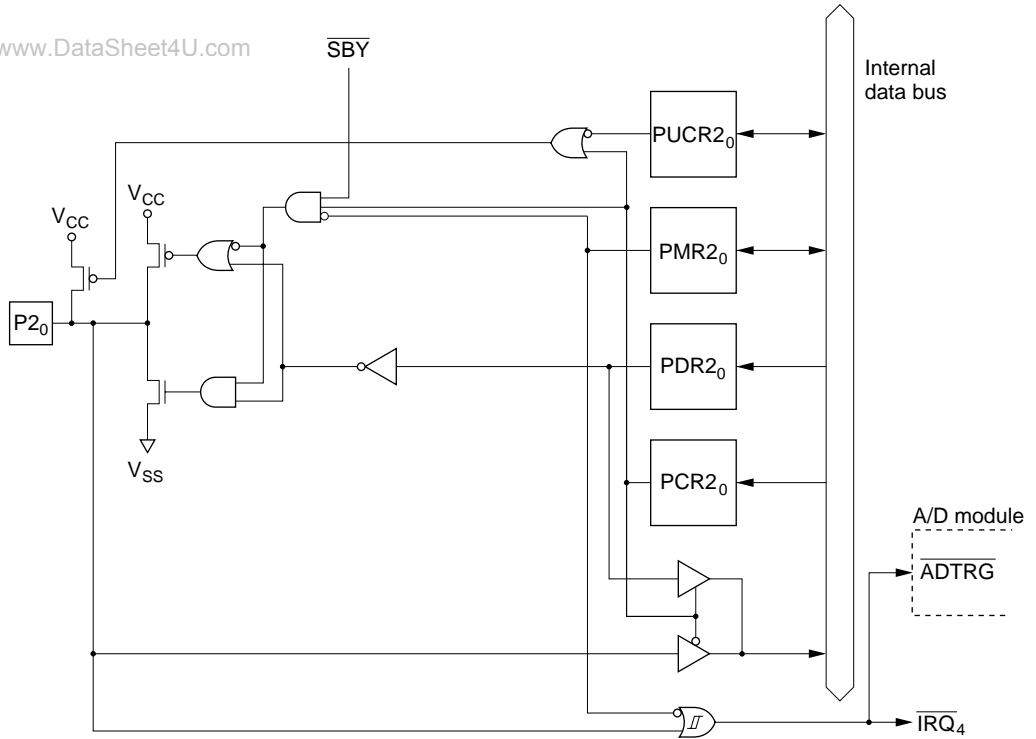 www.DataSheet4U.com
SBY
Internal
data bus
PUCR2₀
V_CC
V_CC
PMR2₀
P2₀
PDR2₀
V_SS
PCR2₀
A/D module
ADTRG
IRQ₄